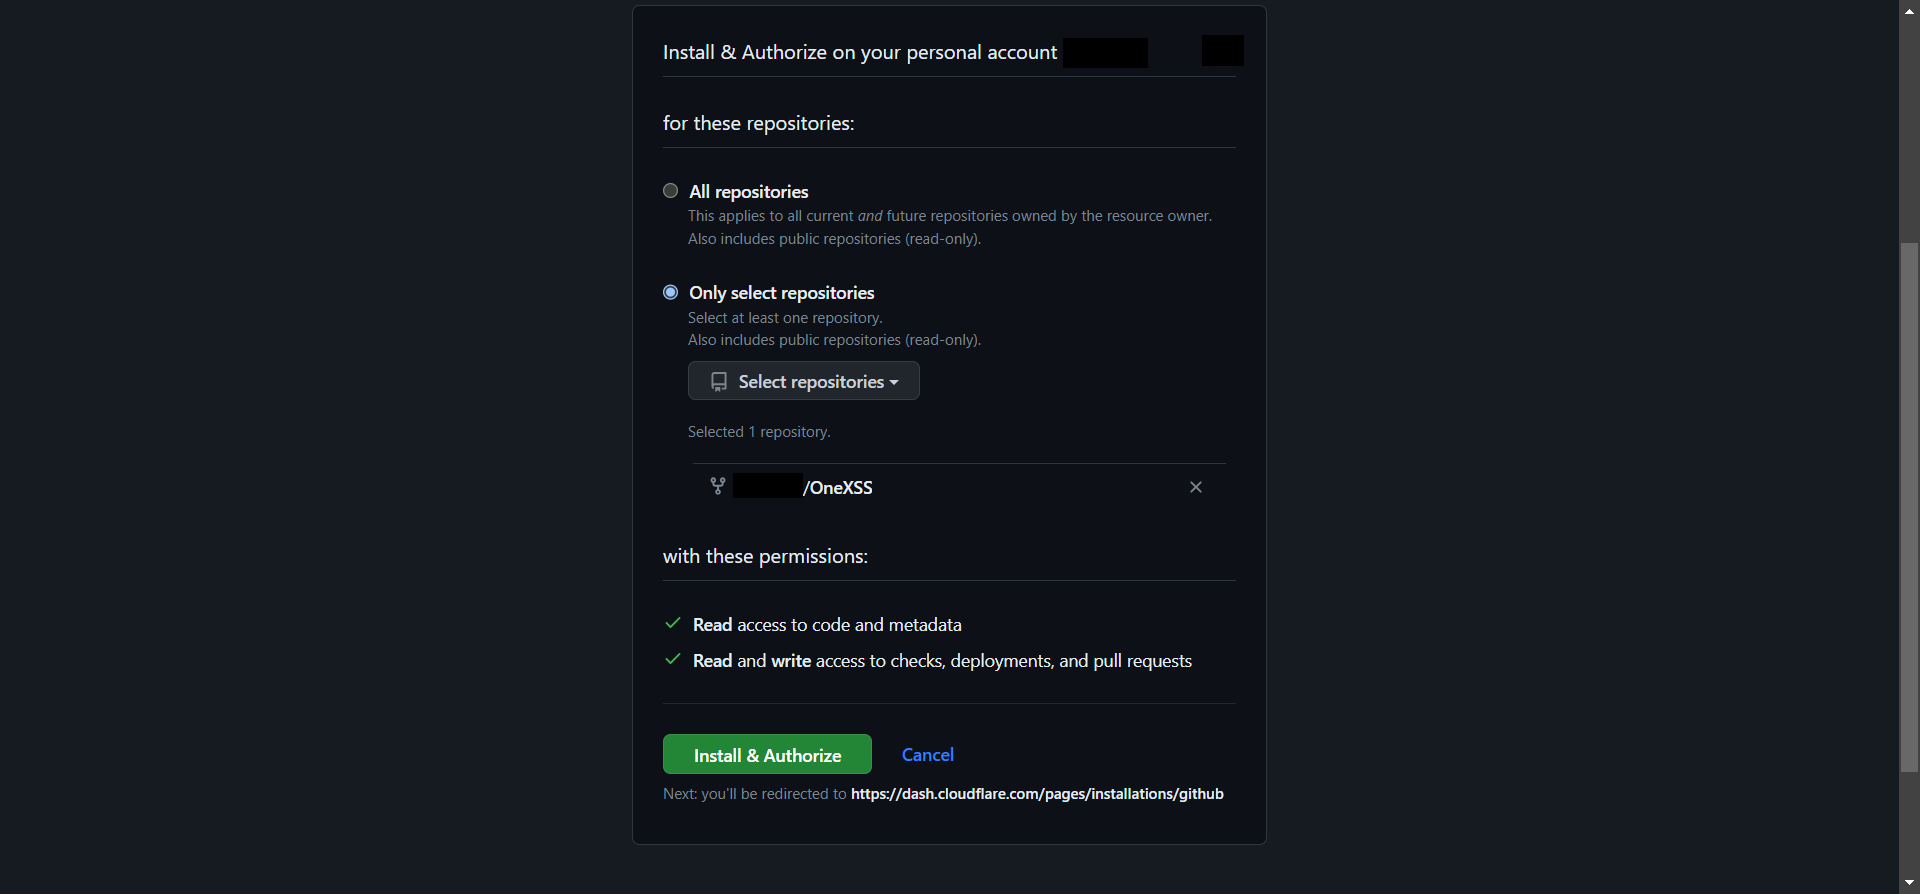 Install & Authorize on your personal account
for these repositories:
All repositories
This applies to all current and future repositories owned by the resource owner.
Also includes public repositories (read-only).
Only select repositories
Select at least one repository.
Also includes public repositories (read-only).
Select repositories
Selected 1 repository.
/OneXSS
with these permissions:
Read access to code and metadata
Read and write access to checks, deployments, and pull requests
Install & Authorize Cancel
Next: you'll be redirected to https://dash.cloudflare.com/pages/installations/github